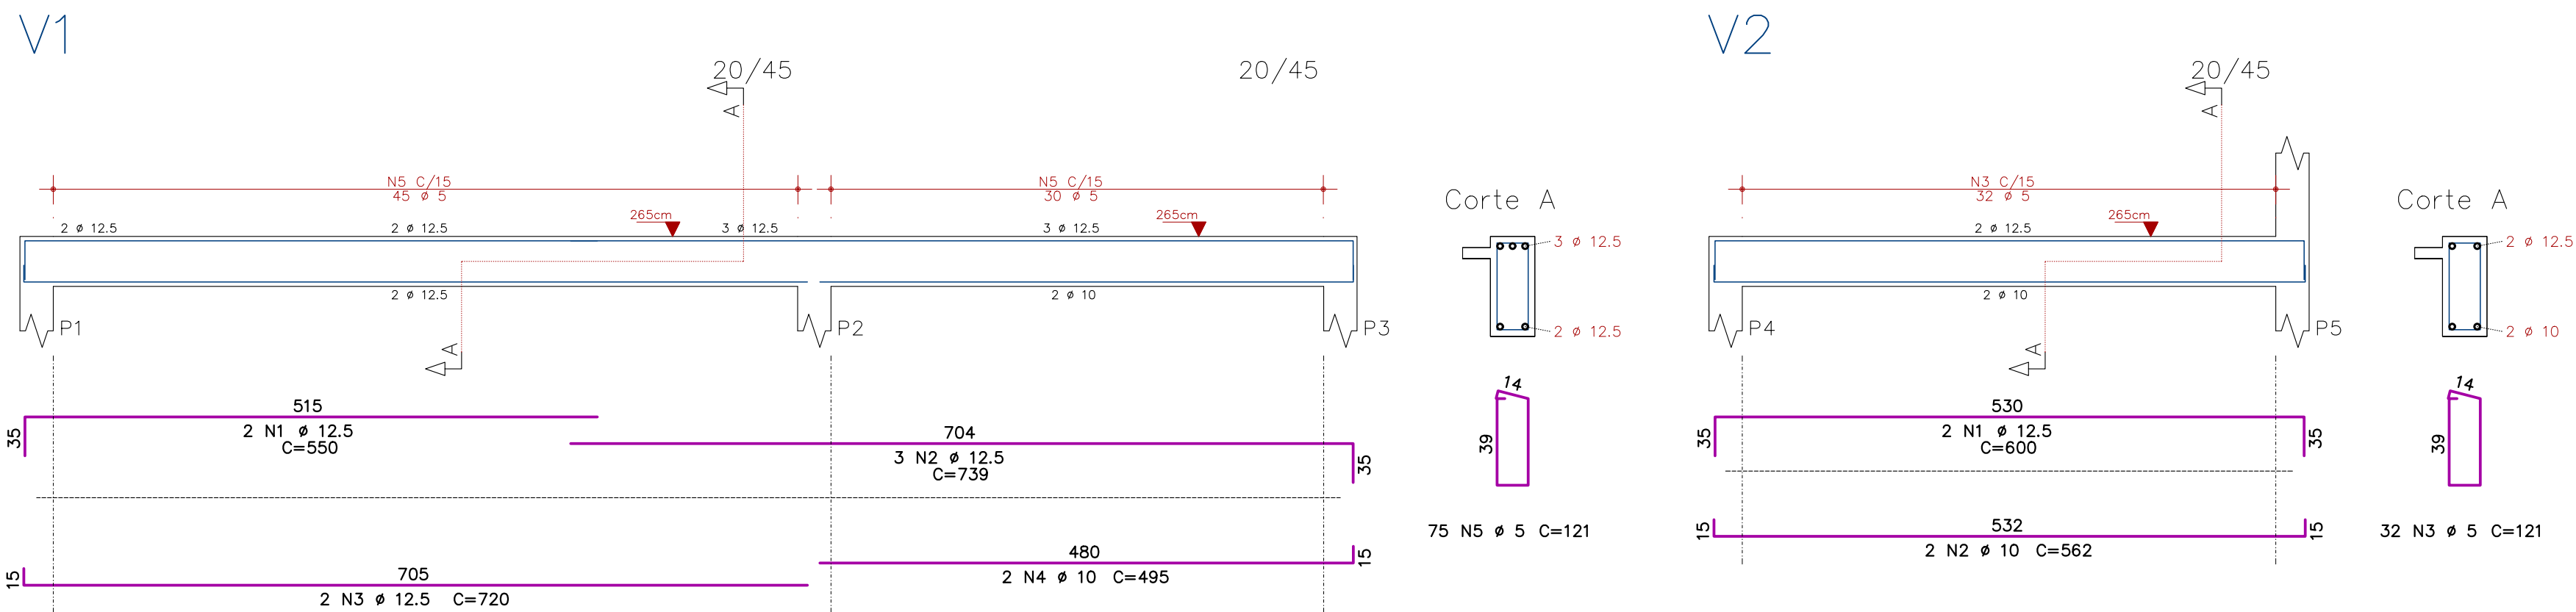 V1
20/45
20/45
A
N5 C/15
45 ø 5
N5 C/15
30 ø 5
265cm
265cm
2 ø 12.5
2 ø 12.5
3 ø 12.5
3 ø 12.5
2 ø 12.5
2 ø 10
P1
P2
P3
A
515
35
2 N1 ø 12.5
C=550
704
3 N2 ø 12.5
C=739
35
480
15
2 N4 ø 10 C=495
705
15
2 N3 ø 12.5 C=720
Corte A
3 ø 12.5
2 ø 12.5
14
39
75 N5 ø 5 C=121
V2
20/45
A
N3 C/15
32 ø 5
265cm
2 ø 12.5
2 ø 10
P4
P5
A
530
35
35
2 N1 ø 12.5
C=600
532
15
15
2 N2 ø 10 C=562
Corte A
2 ø 12.5
2 ø 10
14
39
32 N3 ø 5 C=121